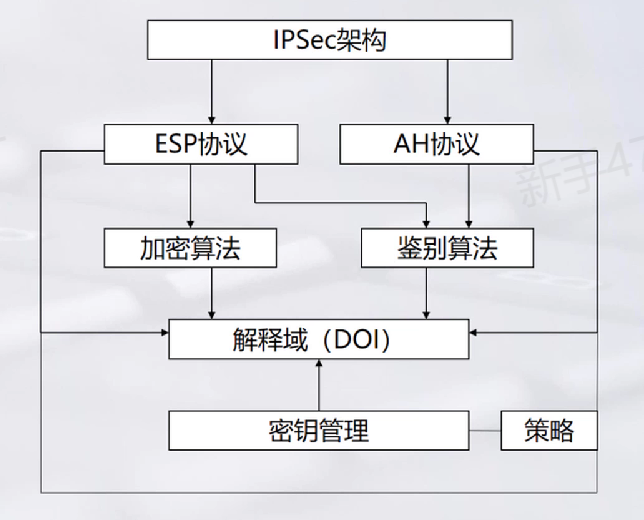 IPSec架构
ESP协议
AH协议
新手47
加密算法
鉴别算法
解释域（DOI）
密钥管理
策略